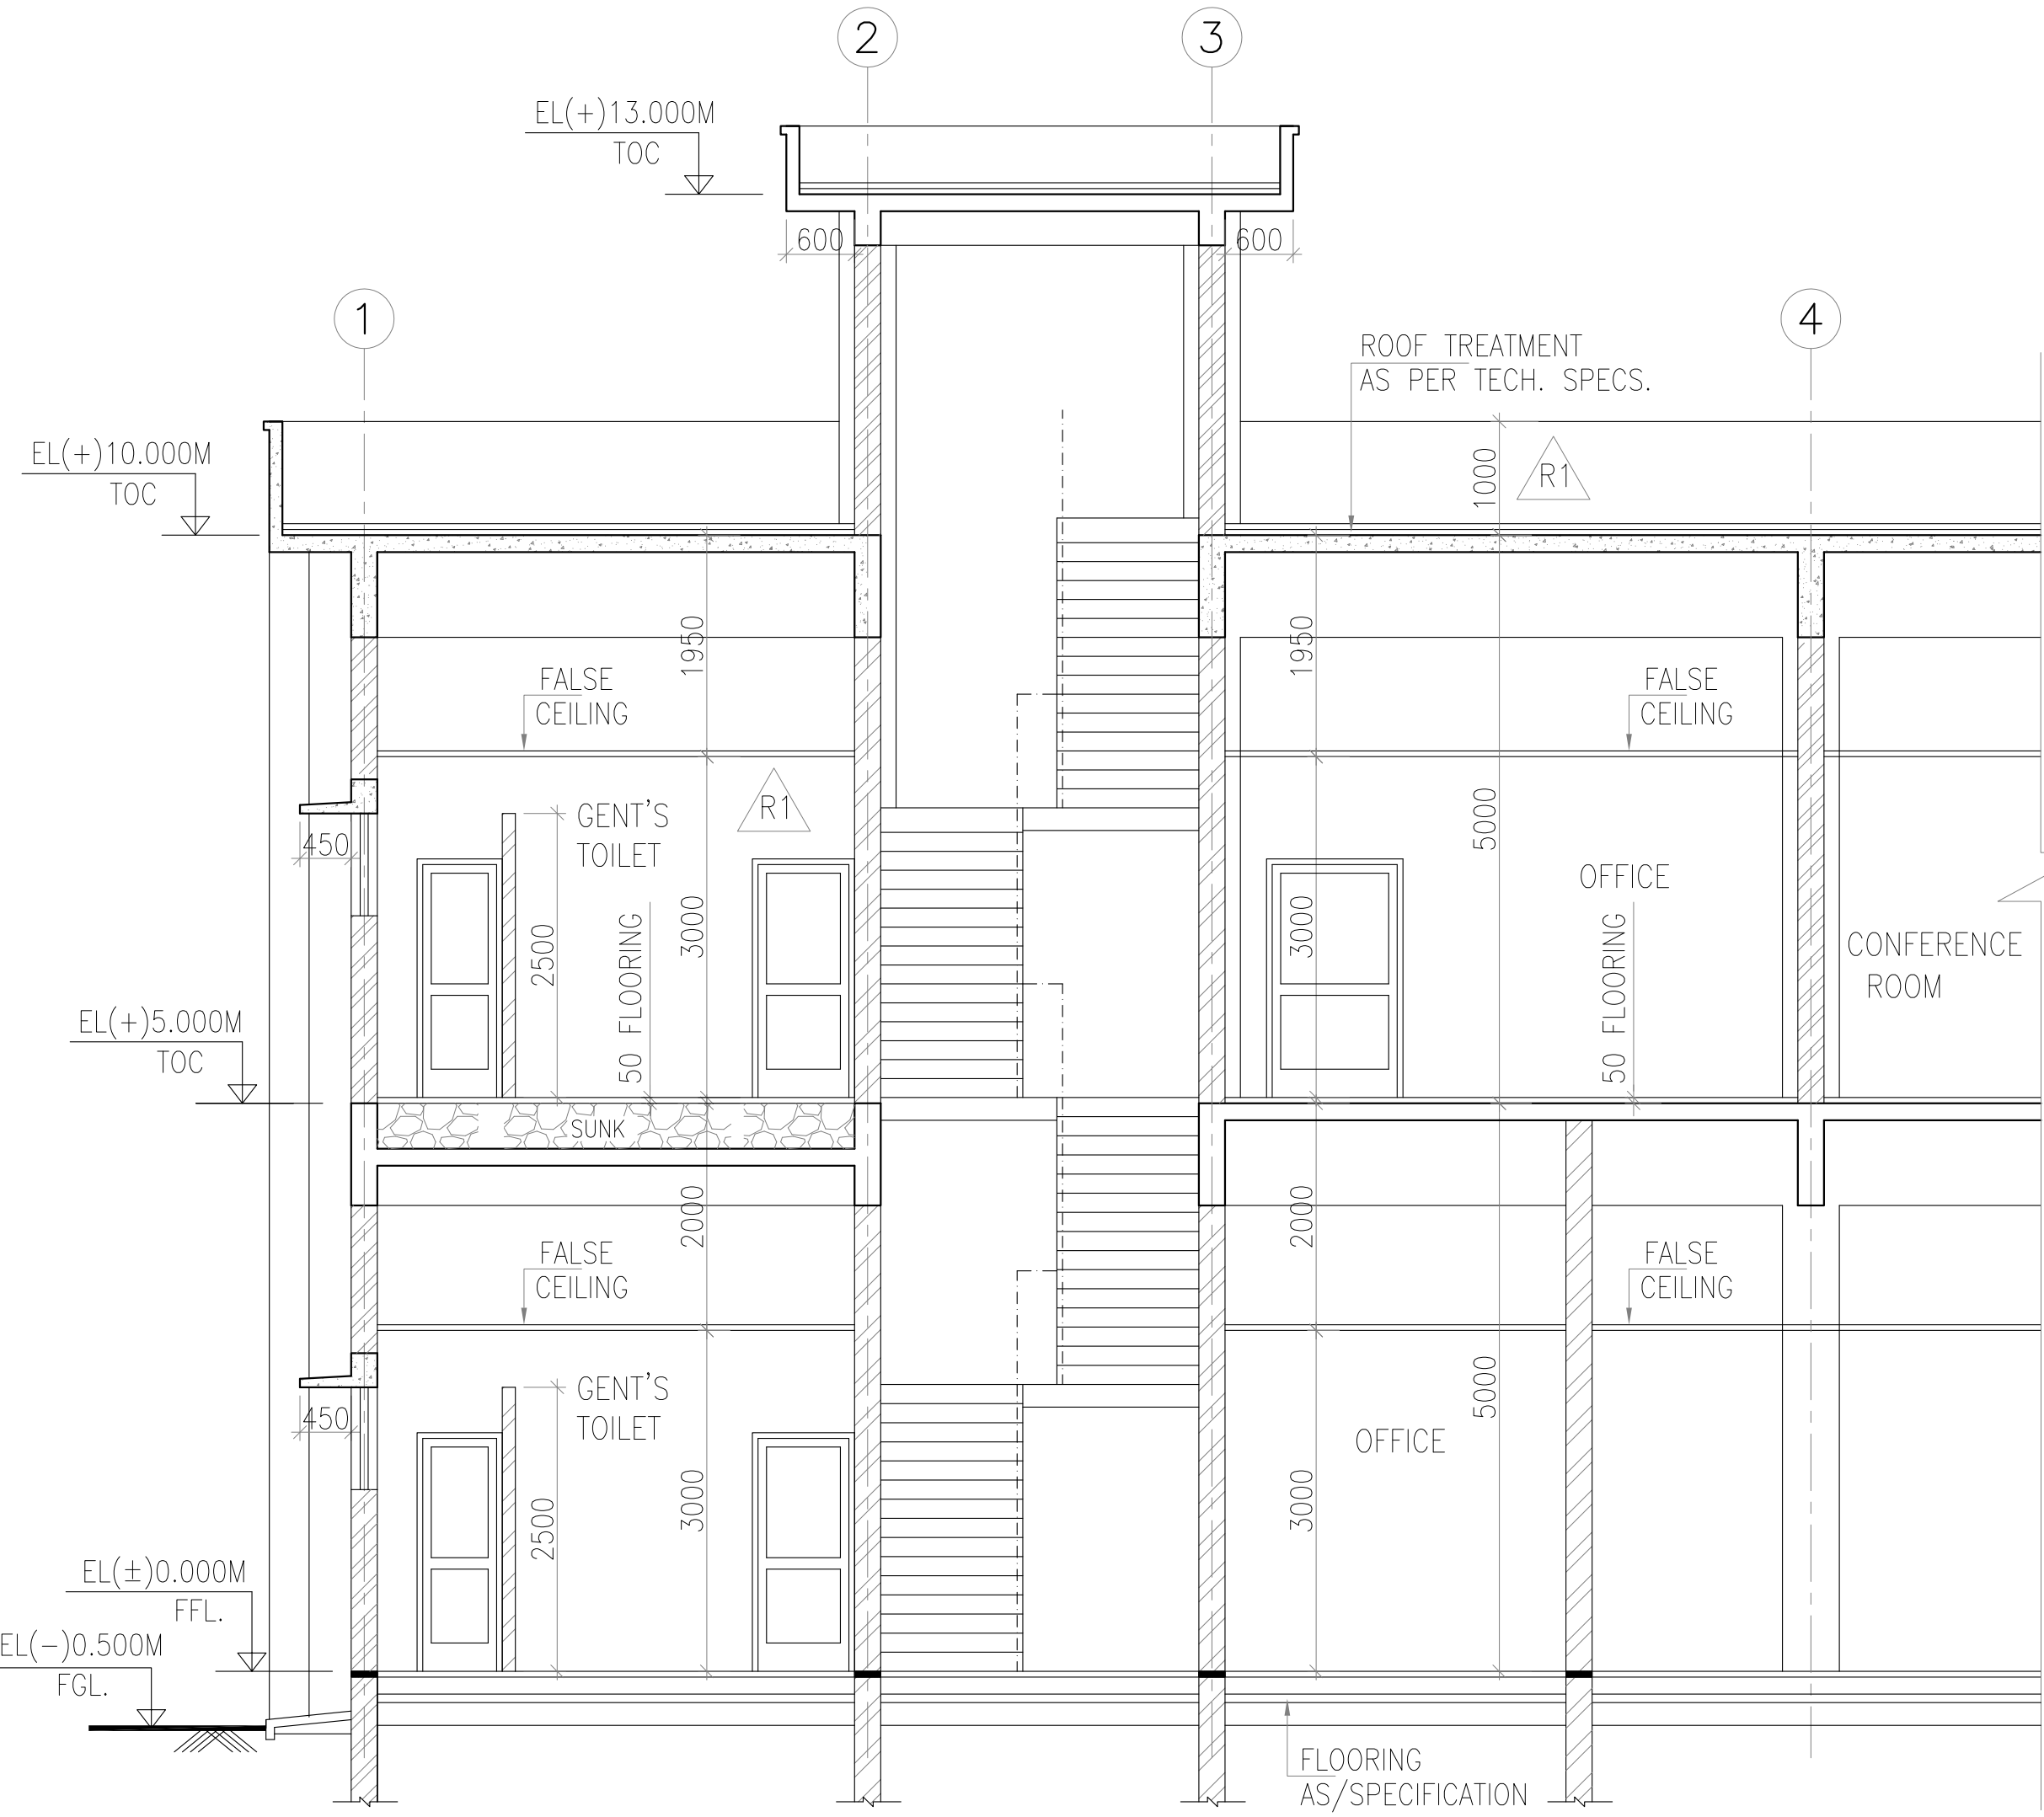 2
3
EL(+)13.000M
TOC
600
600
1
4
ROOF TREATMENT
AS PER TECH. SPECS.
EL(+)10.000M
TOC
1000
R1
1950
1950
FALSE
CEILING
FALSE
CEILING
GENT'S
TOILET
R1
450
5000
OFFICE
2500
50 FLOORING
3000
3000
50 FLOORING
CONFERENCE
ROOM
EL(+)5.000M
TOC
SUNK
2000
2000
FALSE
CEILING
FALSE
CEILING
GENT'S
TOILET
450
5000
OFFICE
2500
3000
3000
EL(±)0.000M
FFL.
EL(-)0.500M
FGL.
FLOORING
AS/SPECIFICATION